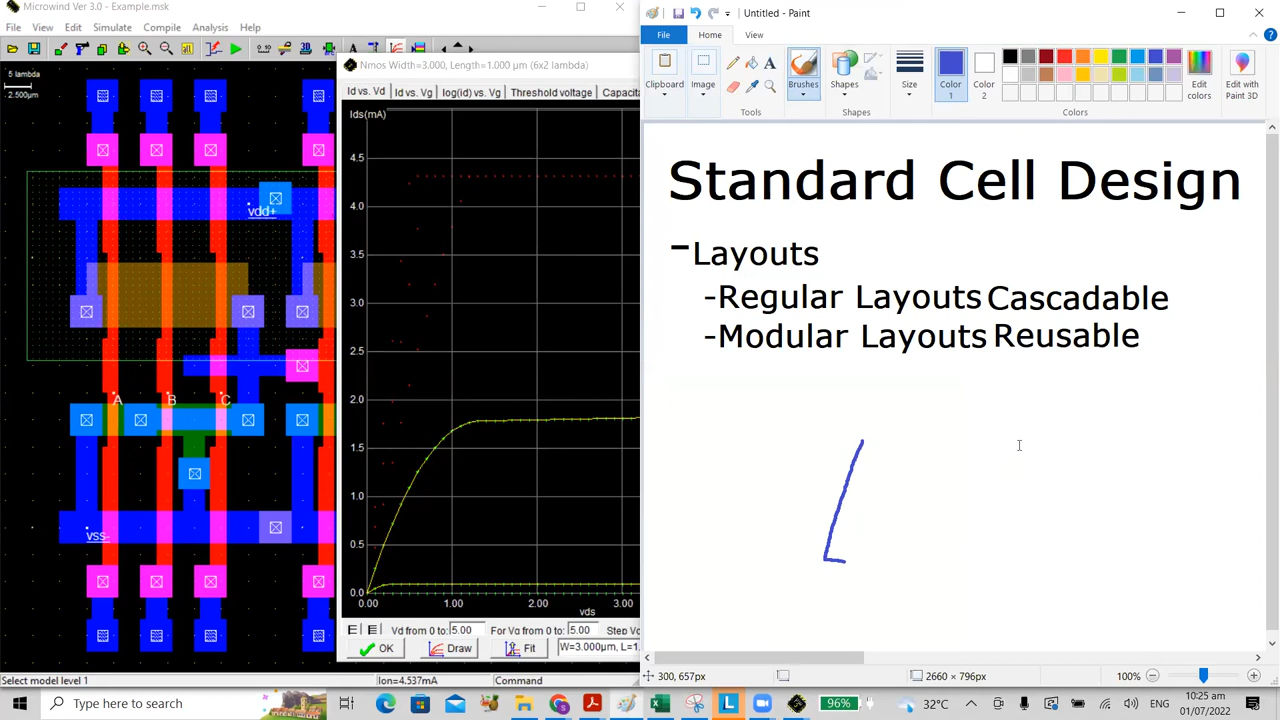 Microwind Ver 3.0 - Example.msk
File View Edit Simulate Compile Analysis Help
5 lambda
2.500µm
vdd+
A B C
vss-
Nmos Width=3.000, Length=1.000 µm (6x2 lambda)
Id vs. Vd Id vs. Vg log(id) vs. Vg Threshold voltage Capacita
Ids(mA)
4.5
4.0
3.5
3.0
2.5
2.0
1.5
1.0
0.5
0.0
0.00 1.00 2.00 3.00
vds
Vd from 0 to: 5.00 For Vg from 0 to: 5.00 Step Vg
OK Draw Fit W=3.000µm, L=1
Select model level 1 Ion=4.537mA Command
Untitled - Paint
File Home View
Clipboard Image Brushes Shapes Size Color 1 Color 2 Edit colors Edit with Paint 3D
Tools Shapes Colors
Standard Cell Design
-Layouts
-Regular Layouts Cascadable
-Modular Layouts Reusable
300, 657px 2660 × 796px 100%
Type here to search 96% 32°C ENG 10:25 am
01/07/2022